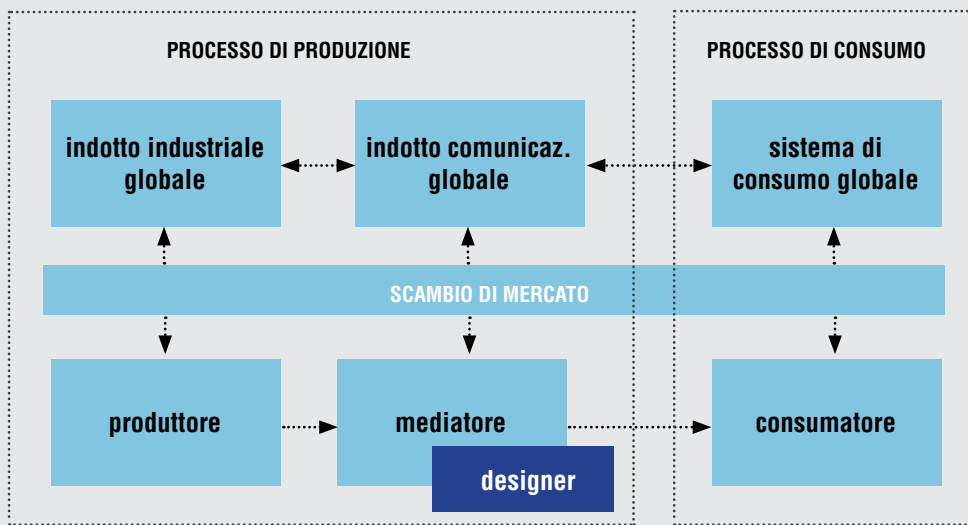 PROCESSO DI PRODUZIONE
PROCESSO DI CONSUMO
indotto industriale
globale
indotto comunicaz.
globale
sistema di
consumo globale
SCAMBIO DI MERCATO
produttore
mediatore
consumatore
designer